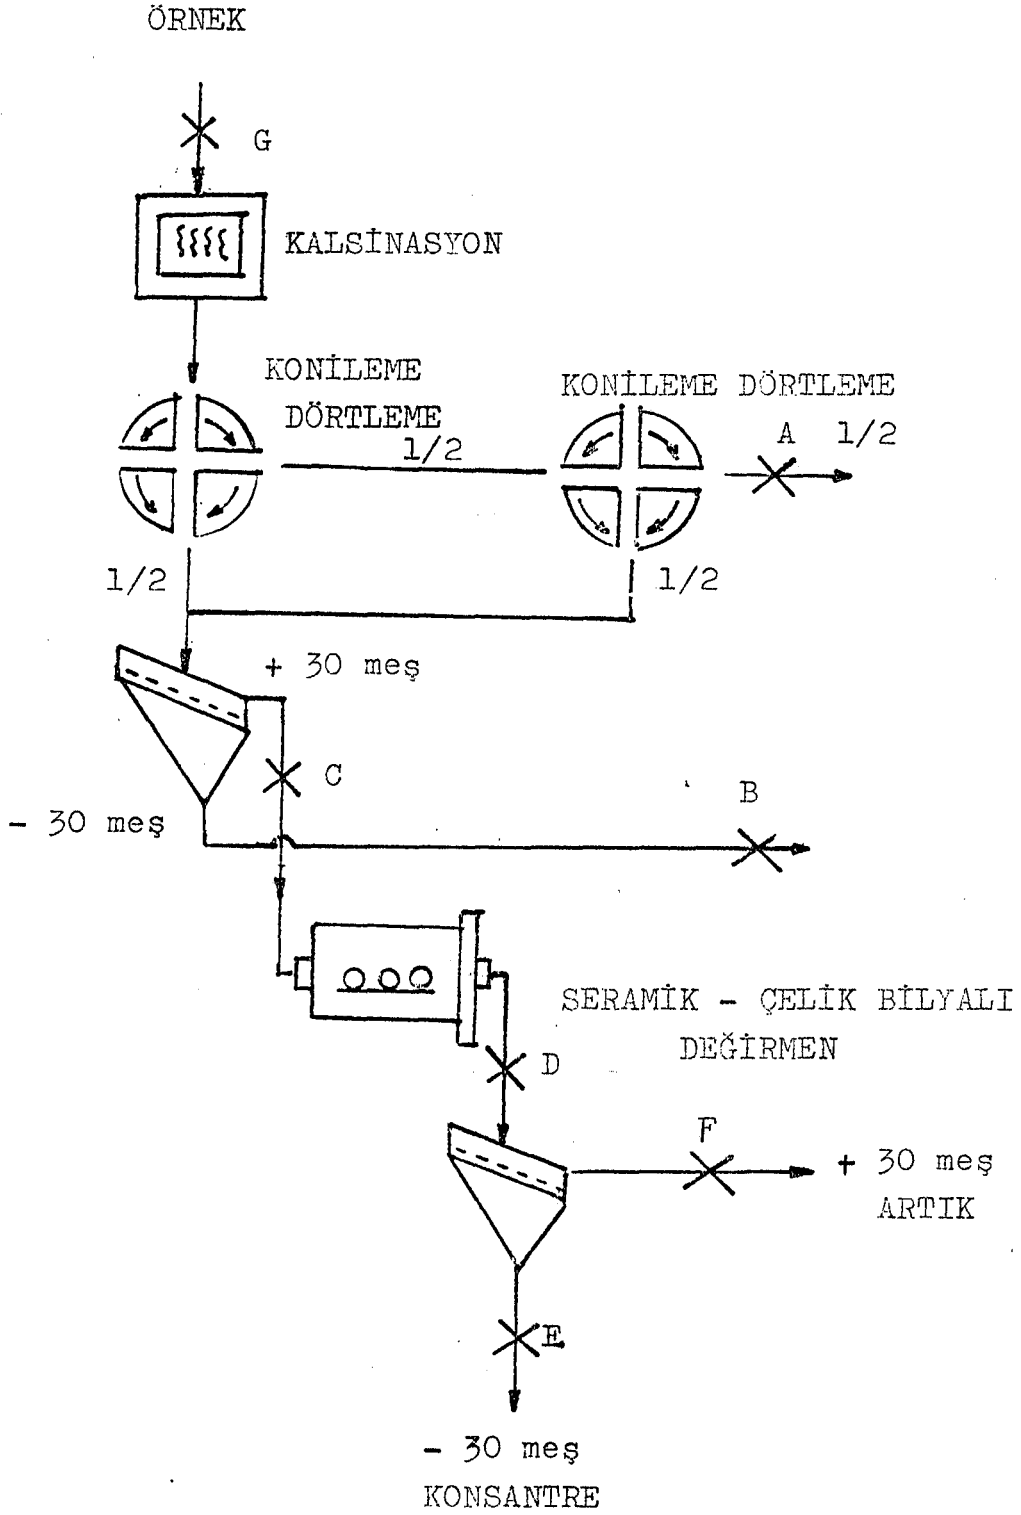 ÖRNEK
G
KALSİNASYON
KONİLEME
DÖRTLEME
1/2
KONİLEME DÖRTLEME
A 1/2
1/2
1/2
+ 30 meş
C
B
- 30 meş
SERAMİK - ÇELİK BİLYALI
DEĞİRMEN
D
F
+ 30 meş
ARTIK
E
- 30 meş
KONSANTRE